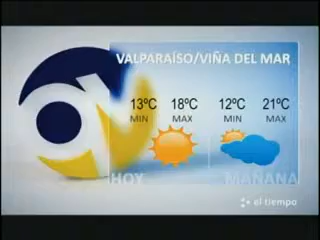 VALPARAÍSO/VIÑA DEL MAR
13ºC 18ºC 12ºC 21ºC
MIN MAX MIN MAX
HOY MAÑANA
el tiempo